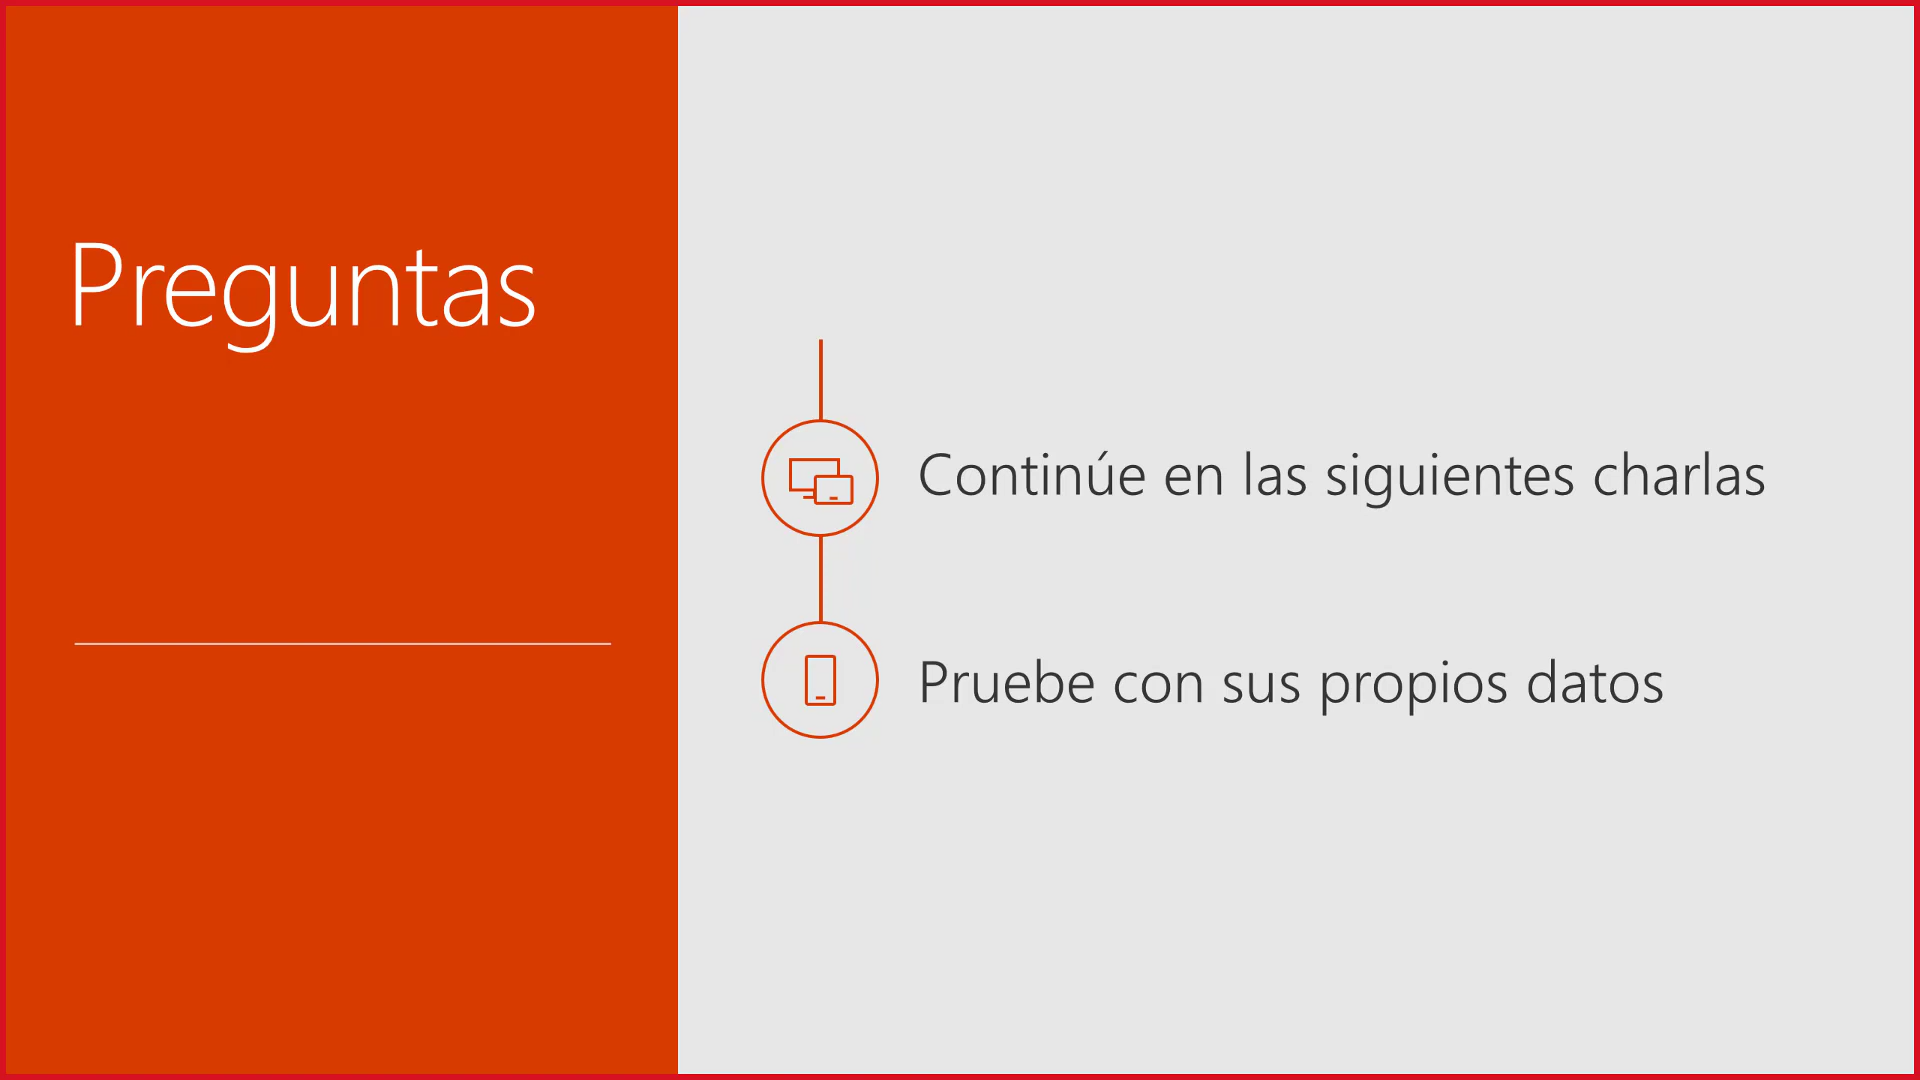 Preguntas
Continúe en las siguientes charlas
Pruebe con sus propios datos